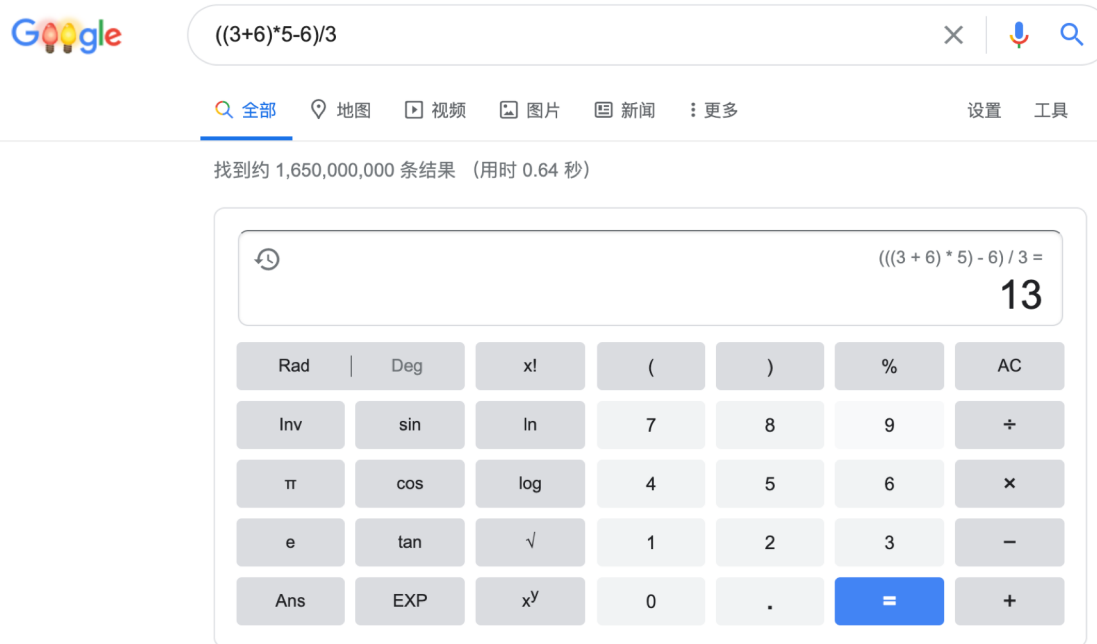 Google
((3+6)*5-6)/3
全部 地图 视频 图片 新闻 更多 设置 工具
找到约 1,650,000,000 条结果 （用时 0.64 秒）
(((3 + 6) * 5) - 6) / 3 =
13
Rad | Deg x! ( ) % AC
Inv sin ln 7 8 9 ÷
π cos log 4 5 6 ×
e tan √ 1 2 3 −
Ans EXP xʸ 0 . = +